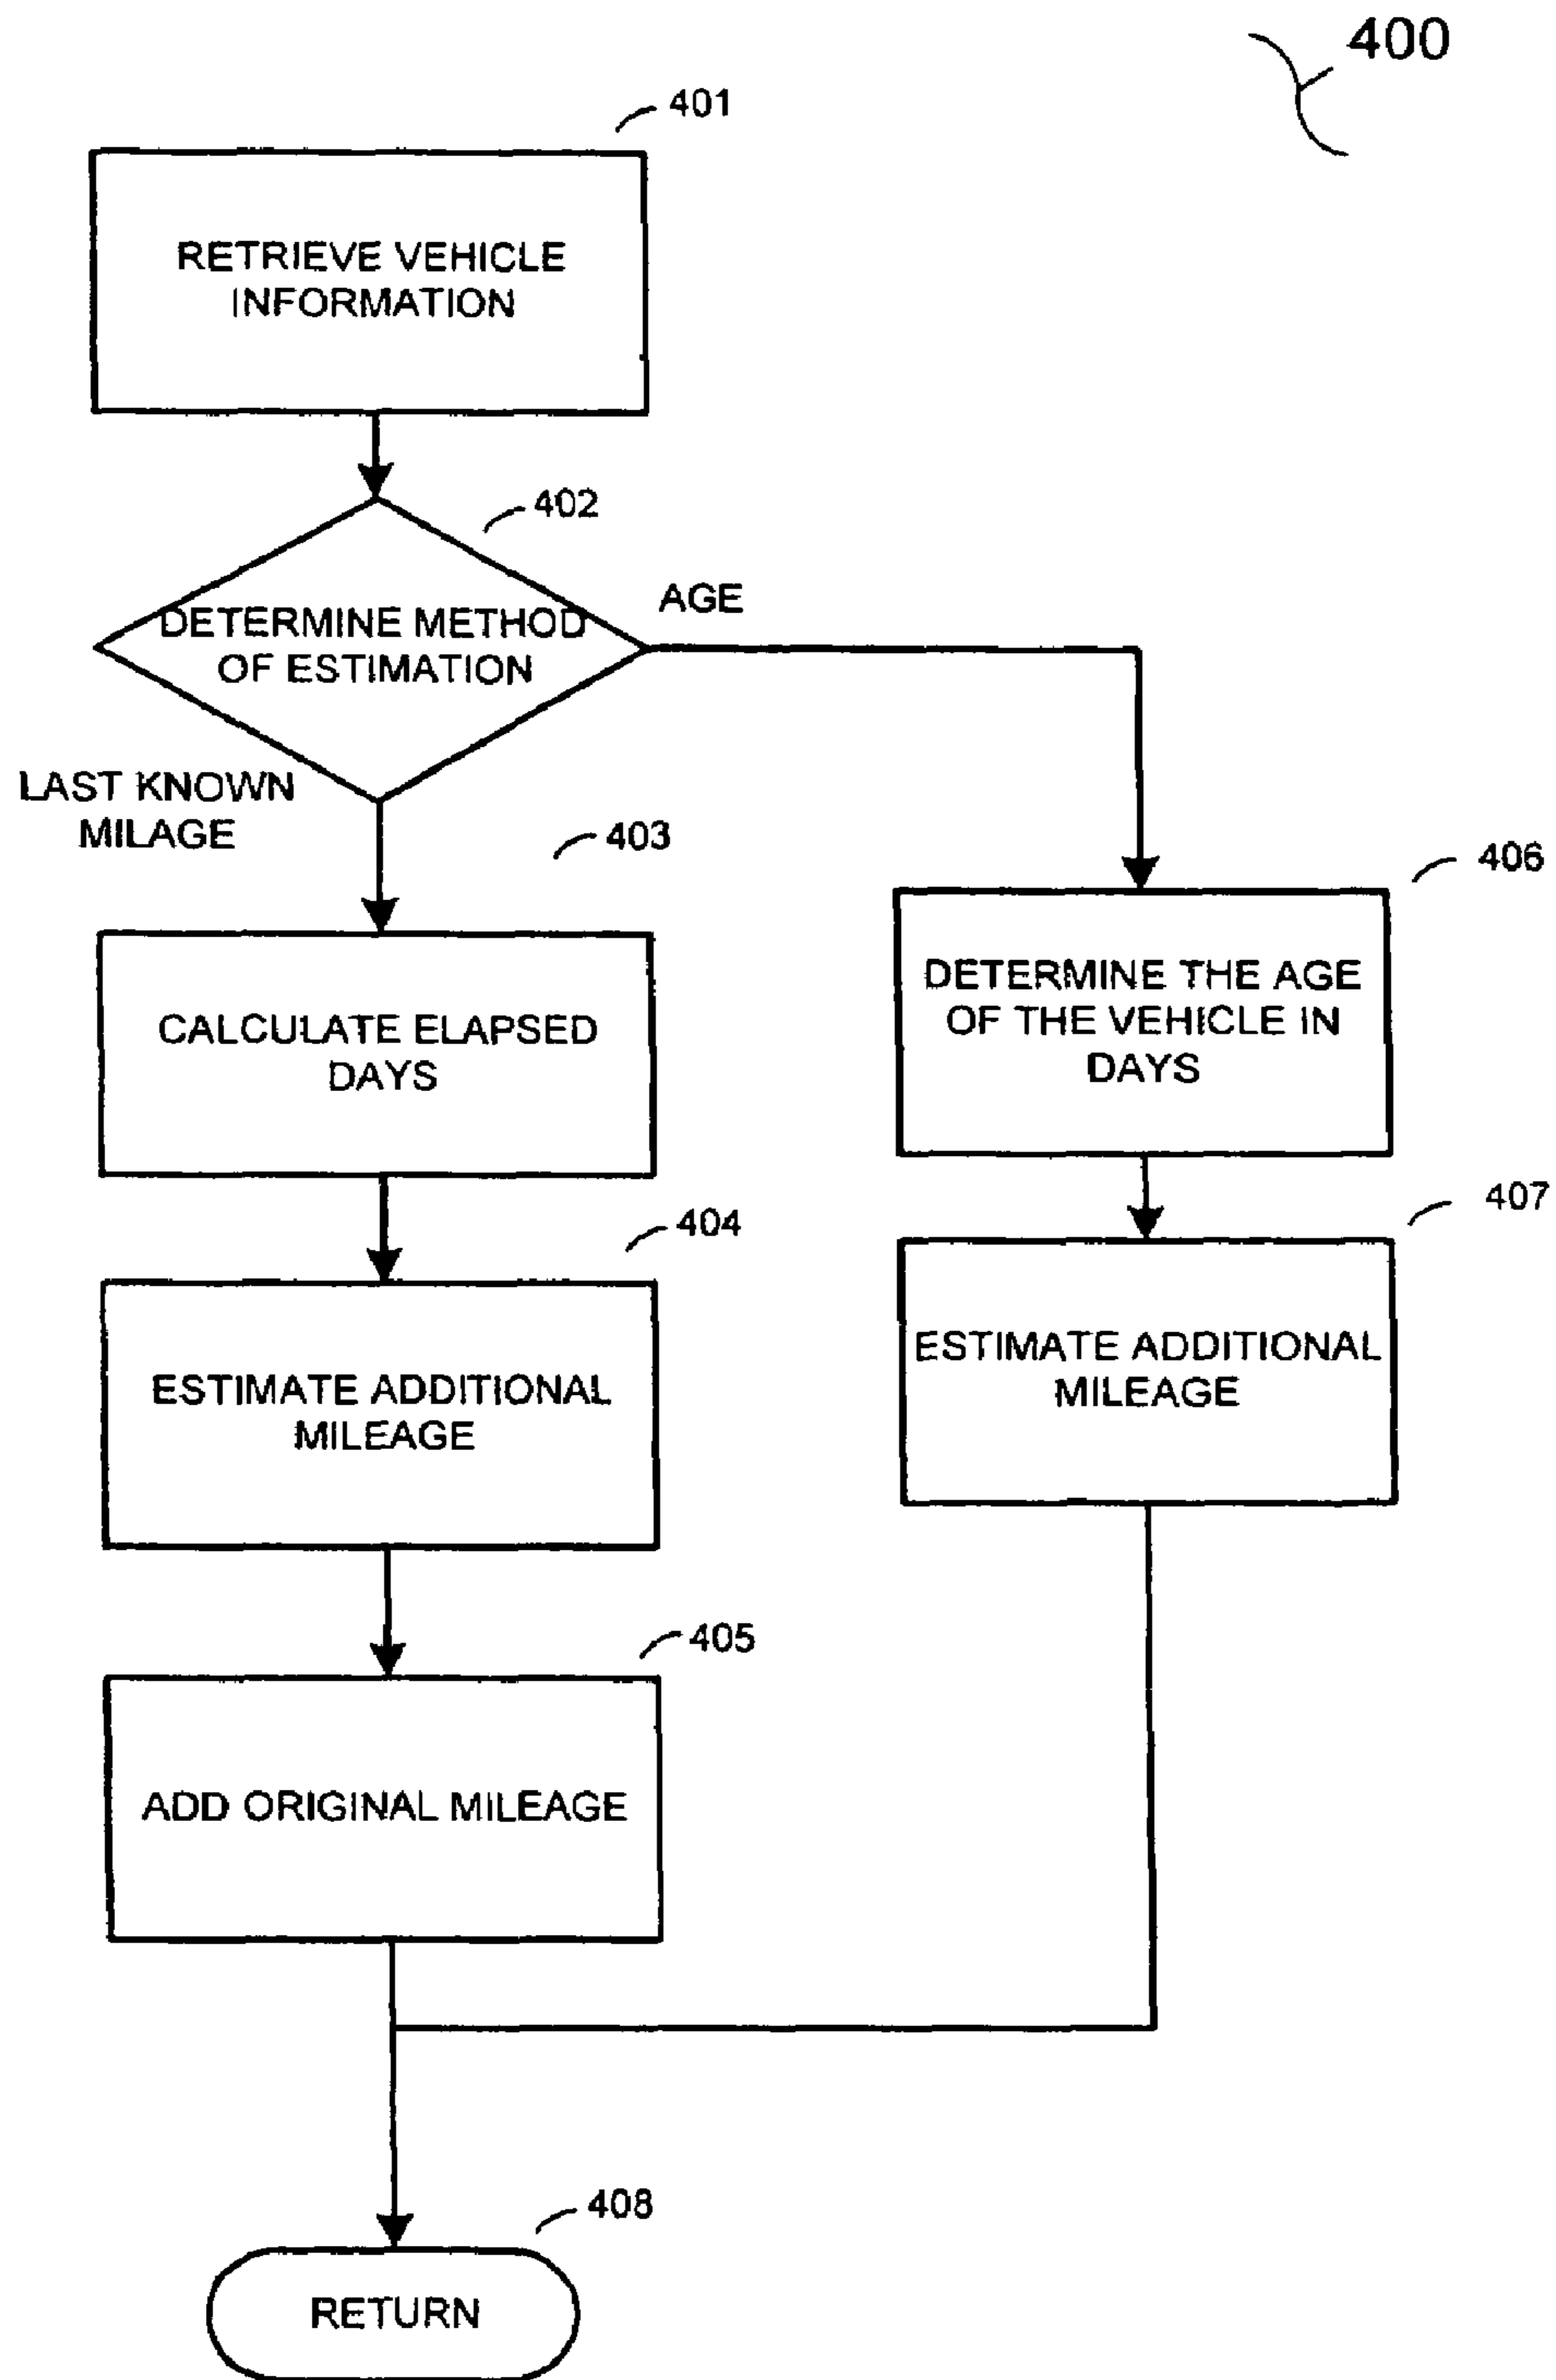 400
401
RETRIEVE VEHICLE
INFORMATION
402
DETERMINE METHOD
OF ESTIMATION
AGE
LAST KNOWN
MILAGE
403
CALCULATE ELAPSED
DAYS
404
ESTIMATE ADDITIONAL
MILEAGE
405
ADD ORIGINAL MILEAGE
406
DETERMINE THE AGE
OF THE VEHICLE IN
DAYS
407
ESTIMATE ADDITIONAL
MILEAGE
408
RETURN